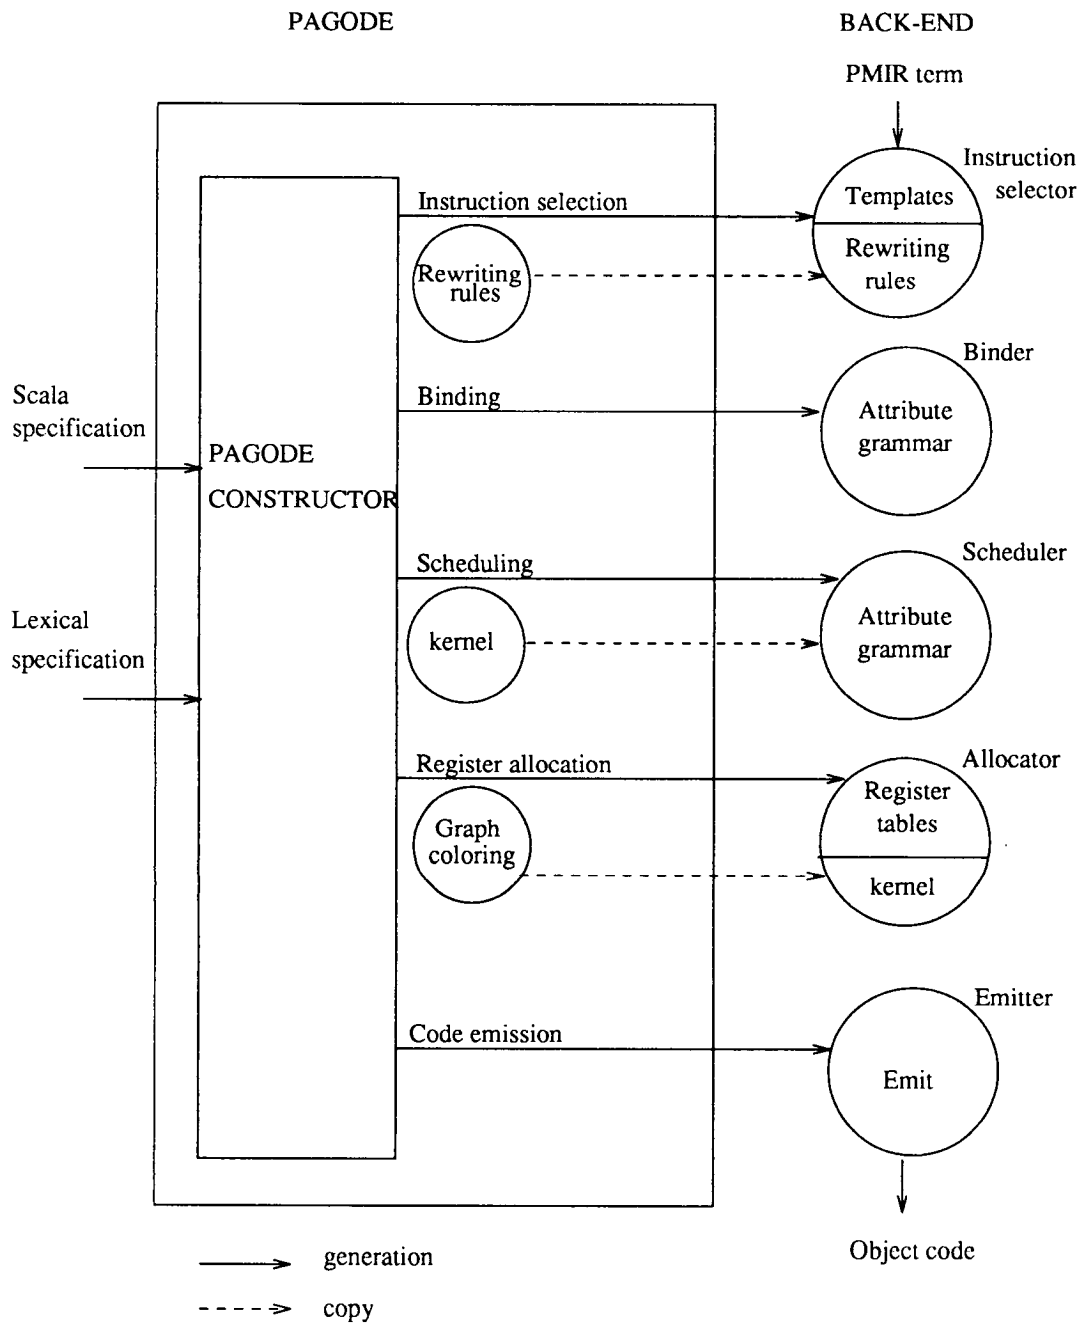 PAGODE
BACK-END
PMIR term
Instruction
selector
Instruction selection
Templates
Rewriting
rules
Rewriting
rules
Binder
Binding
Attribute
grammar
Scala
specification
PAGODE
CONSTRUCTOR
Scheduler
Scheduling
kernel
Attribute
grammar
Lexical
specification
Allocator
Register allocation
Graph
coloring
Register
tables
kernel
Emitter
Code emission
Emit
Object code
generation
copy